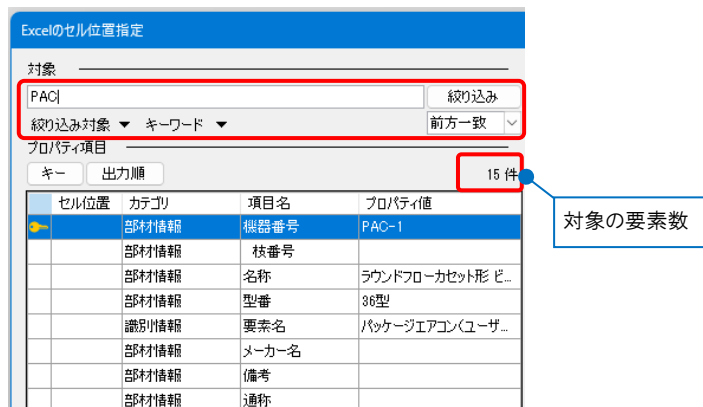 Excelのセル位置指定
対象
PAC 絞り込み
絞り込み対象 ▼ キーワード ▼ 前方一致
プロパティ項目
キー 出力順 15 件
対象の要素数
セル位置 カテゴリ 項目名 プロパティ値
部材情報 機器番号 PAC-1
部材情報 枝番号
部材情報 名称 ラウンドフローカセット形 ビ...
部材情報 型番 36型
識別情報 要素名 パッケージエアコン(ユーザ...
部材情報 メーカー名
部材情報 備考
部材情報 通称